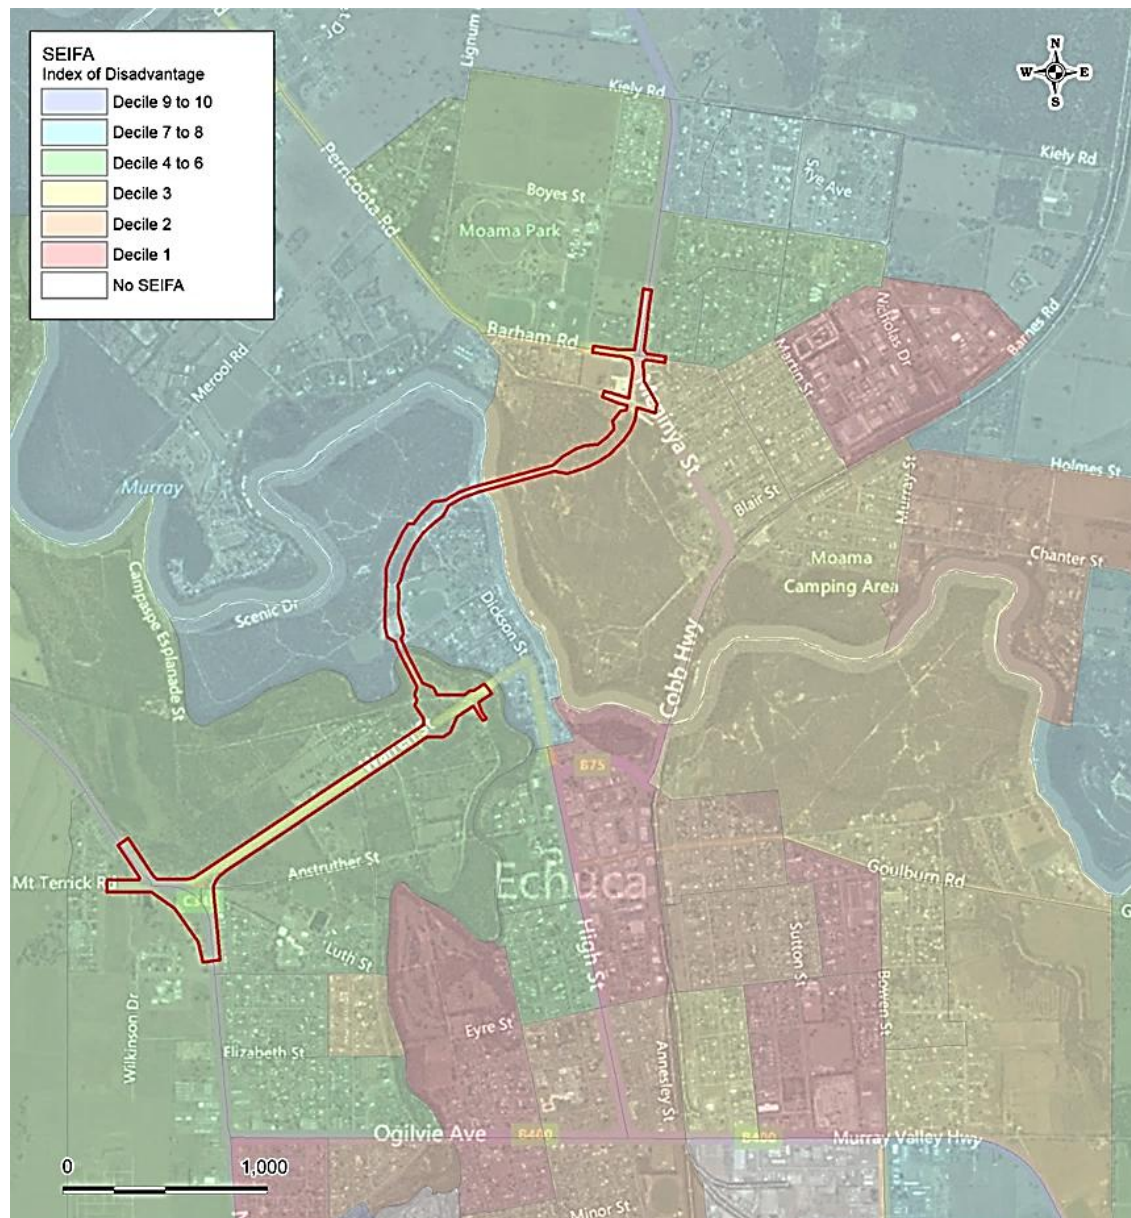 SEIFA
Index of Disadvantage
Decile 9 to 10
Decile 7 to 8
Decile 4 to 6
Decile 3
Decile 2
Decile 1
No SEIFA
N
W E
S
Lignum
Kiely Rd
Kiely Rd
Skye Ave
Perricoota Rd
Boyes St
Moama Park
Barham Rd
Nicholas Dr
Martin St
Barnes Rd
Merool Rd
Murray
Holmes St
Blair St
Murray St
Chanter St
Moama
Camping Area
Campaspe Esplanade St
Scenic Dr
Dickson St
Cobb Hwy
B75
Anstruther St
Mt Terrick Rd
Echuca
Goulburn Rd
High St
Sutton St
Luth St
Bowen St
Wilkinson Dr
Eyre St
Elizabeth St
Annesley St
Ogilvie Ave
B400
B400
Murray Valley Hwy
0 1,000
Minor St